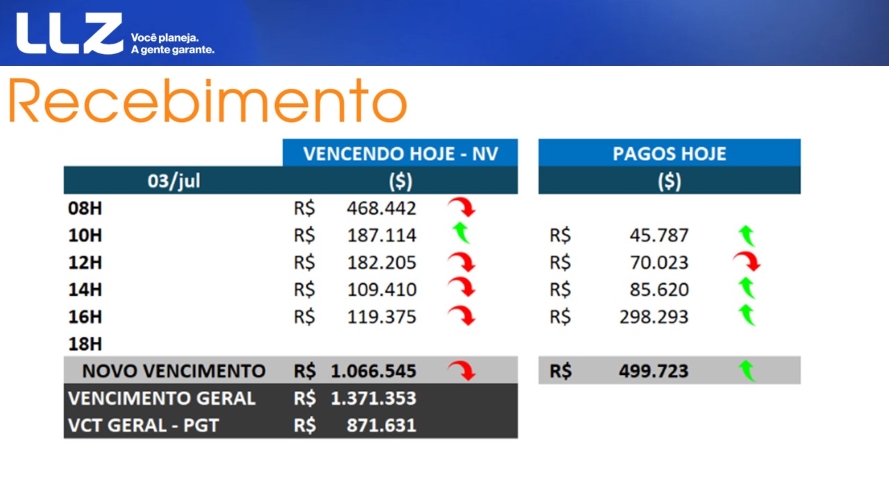 LLZ Você planeja.
A gente garante.
Recebimento
VENCENDO HOJE - NV PAGOS HOJE
03/jul ($) ($)
08H R$ 468.442
10H R$ 187.114 R$ 45.787
12H R$ 182.205 R$ 70.023
14H R$ 109.410 R$ 85.620
16H R$ 119.375 R$ 298.293
18H
NOVO VENCIMENTO R$ 1.066.545 R$ 499.723
VENCIMENTO GERAL R$ 1.371.353
VCT GERAL - PGT R$ 871.631